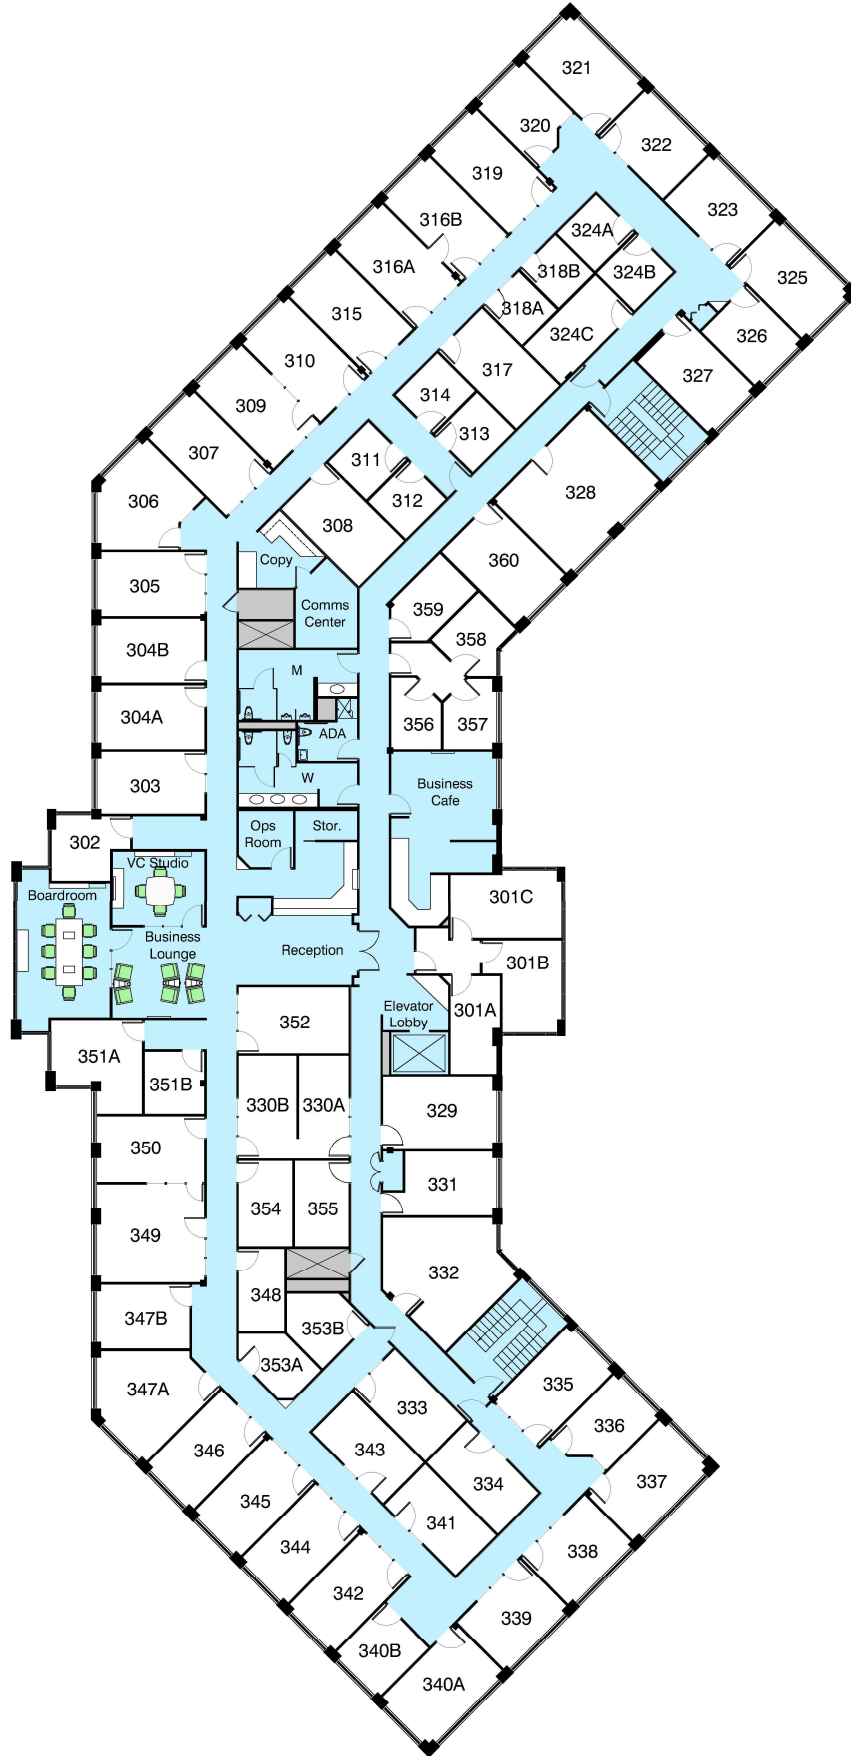 321
320
322
319
323
316B
324A
325
316A
318B
324B
315
318A
324C
326
310
317
327
309
314
307
313
311
328
306
312
308
360
Copy
305
Comms
Center
359
304B
358
M
304A
356
357
ADA
303
W
Business
Cafe
Ops
Room
Stor.
302
VC Studio
Boardroom
301C
Business
Lounge
Reception
301B
Elevator
Lobby
301A
352
351A
351B
330B
330A
329
350
331
354
355
349
332
348
347B
353B
353A
347A
335
333
336
346
343
337
345
334
341
344
338
342
339
340B
340A